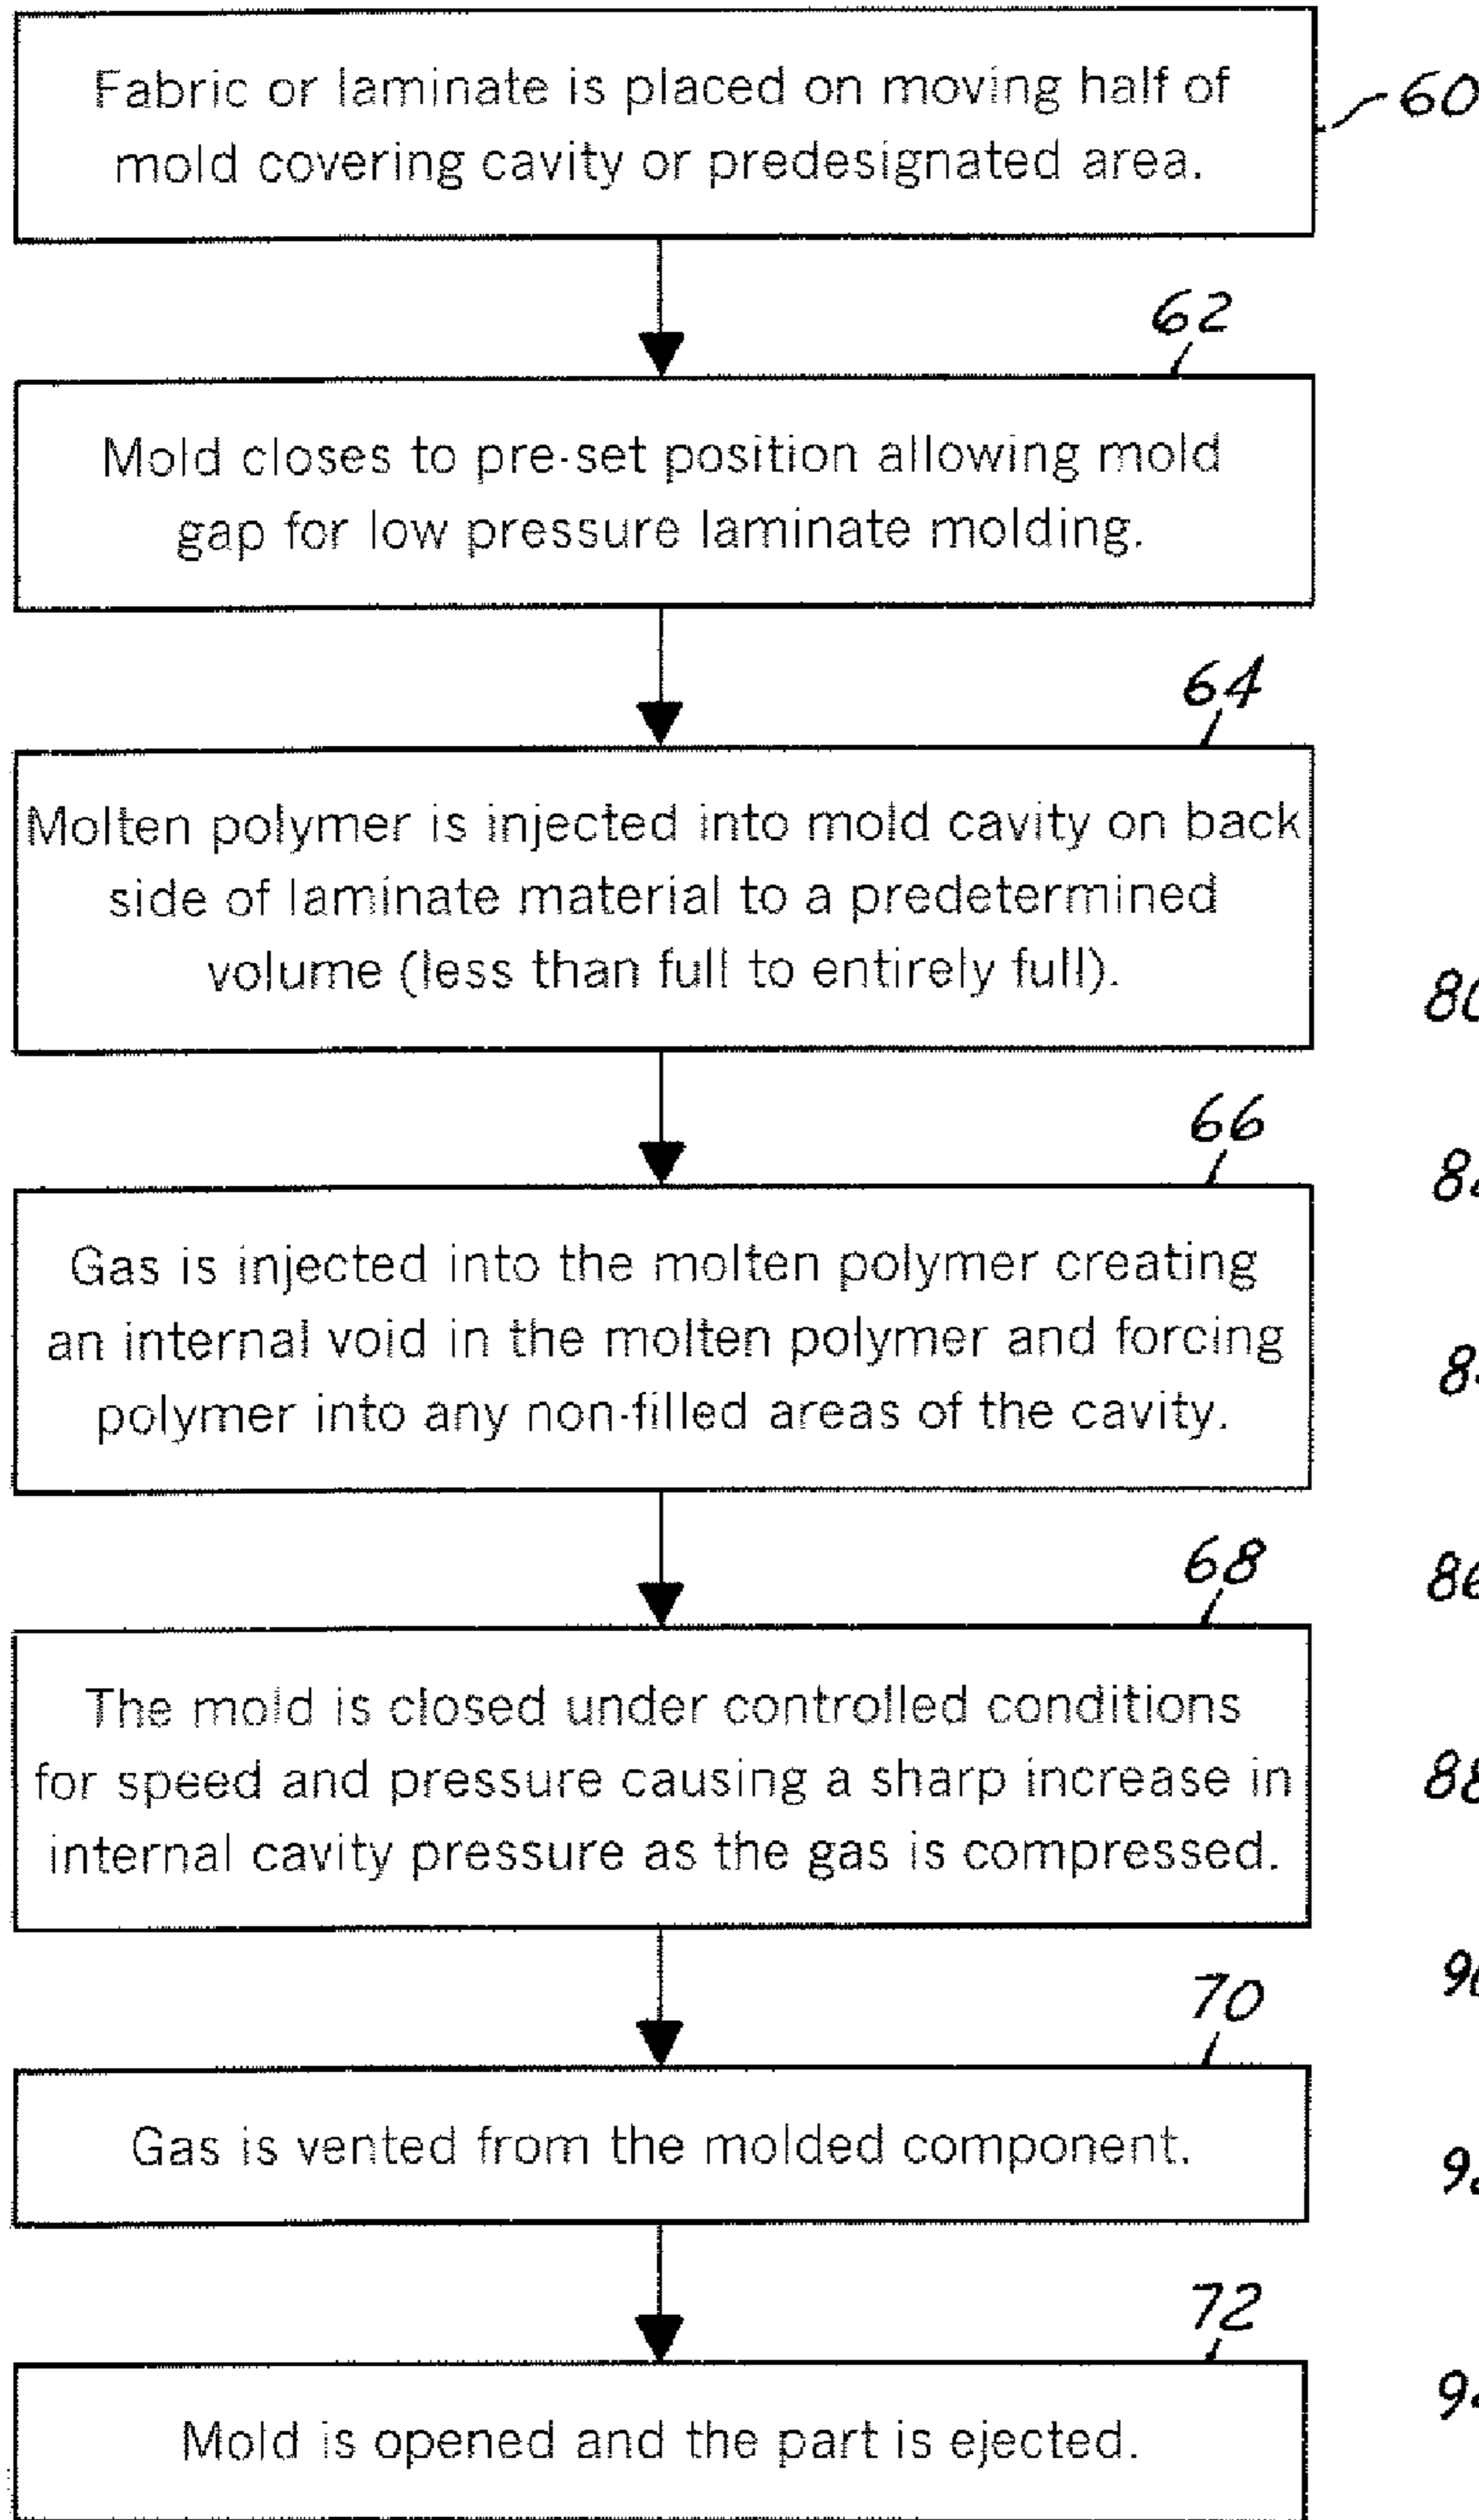 Fabric or laminate is placed on moving half of
mold covering cavity or predesignated area.
60
62
Mold closes to pre-set position allowing mold
gap for low pressure laminate molding.
64
Molten polymer is injected into mold cavity on back
side of laminate material to a predetermined
volume (less than full to entirely full).
66
Gas is injected into the molten polymer creating
an internal void in the molten polymer and forcing
polymer into any non-filled areas of the cavity.
68
The mold is closed under controlled conditions
for speed and pressure causing a sharp increase in
internal cavity pressure as the gas is compressed.
70
Gas is vented from the molded component.
72
Mold is opened and the part is ejected.
86
88